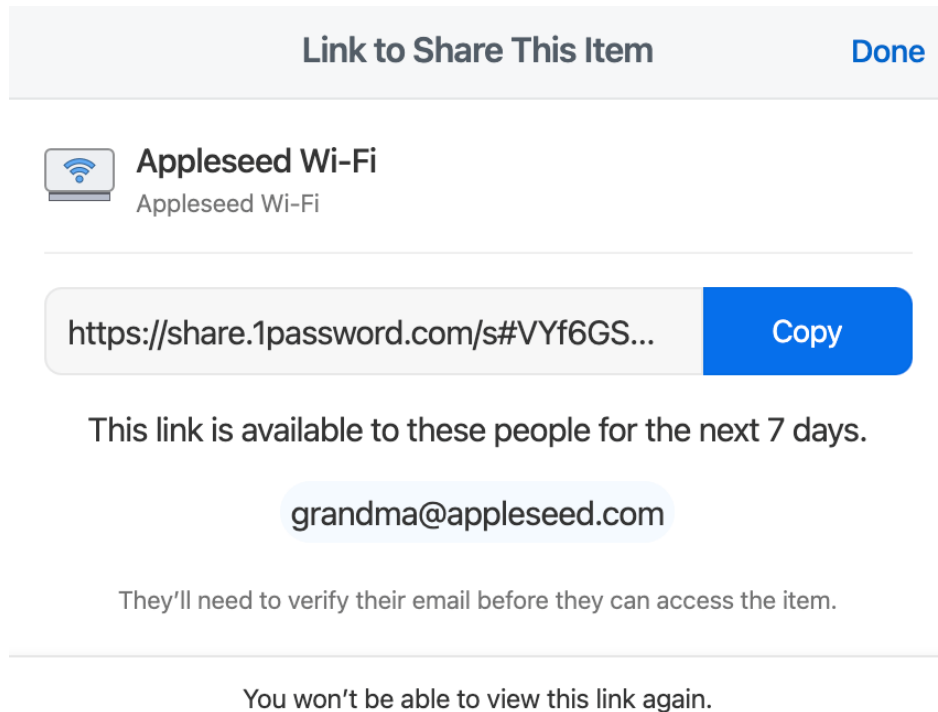 Link to Share This Item
Done
Appleseed Wi-Fi
Appleseed Wi-Fi
https://share.1password.com/s#VYf6GS...
Copy
This link is available to these people for the next 7 days.
grandma@appleseed.com
They’ll need to verify their email before they can access the item.
You won’t be able to view this link again.